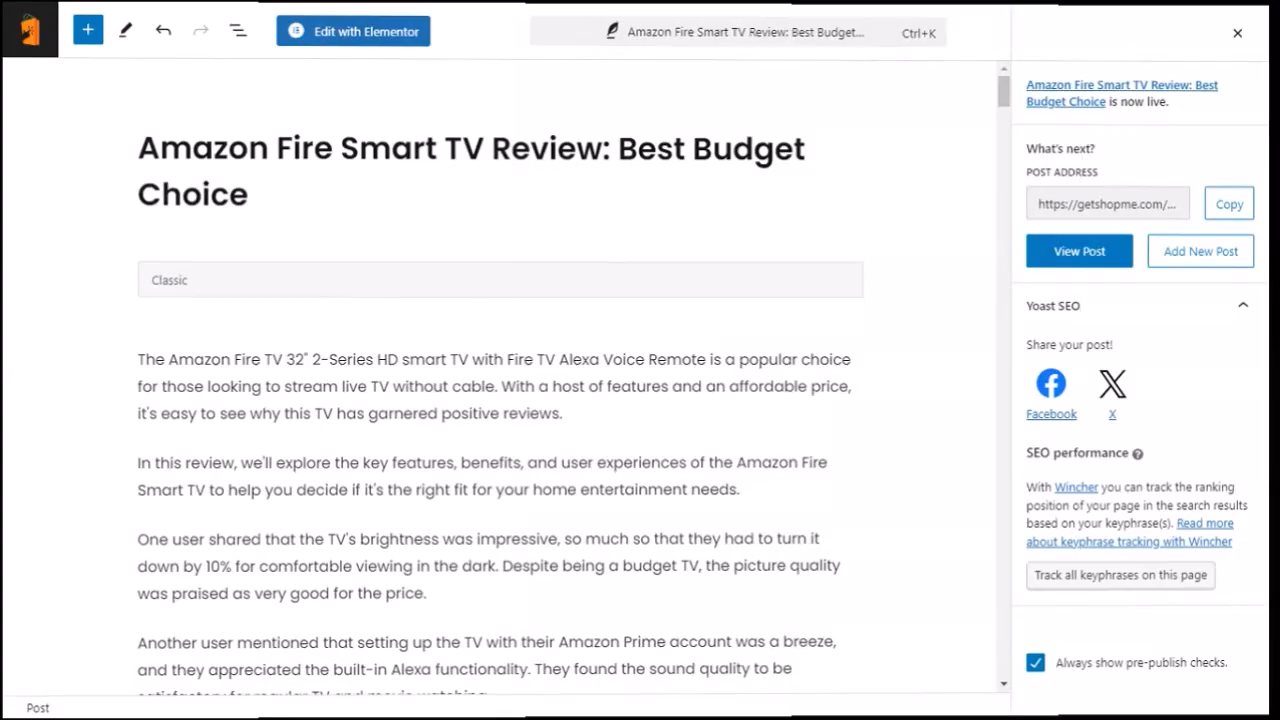 Edit with Elementor
Amazon Fire Smart TV Review: Best Budget...
Ctrl+K
Amazon Fire Smart TV Review: Best Budget
Choice
Classic
The Amazon Fire TV 32" 2-Series HD smart TV with Fire TV Alexa Voice Remote is a popular choice
for those looking to stream live TV without cable. With a host of features and an affordable price,
it's easy to see why this TV has garnered positive reviews.
In this review, we'll explore the key features, benefits, and user experiences of the Amazon Fire
Smart TV to help you decide if it's the right fit for your home entertainment needs.
One user shared that the TV's brightness was impressive, so much so that they had to turn it
down by 10% for comfortable viewing in the dark. Despite being a budget TV, the picture quality
was praised as very good for the price.
Another user mentioned that setting up the TV with their Amazon Prime account was a breeze,
and they appreciated the built-in Alexa functionality. They found the sound quality to be
satisfactory for regular TV and movie watching.
Post
Amazon Fire Smart TV Review: Best
Budget Choice is now live.
What's next?
POST ADDRESS
https://getshopme.com/...
Copy
View Post
Add New Post
Yoast SEO
Share your post!
Facebook
X
SEO performance
With Wincher you can track the ranking
position of your page in the search results
based on your keyphrase(s). Read more
about keyphrase tracking with Wincher
Track all keyphrases on this page
Always show pre-publish checks.